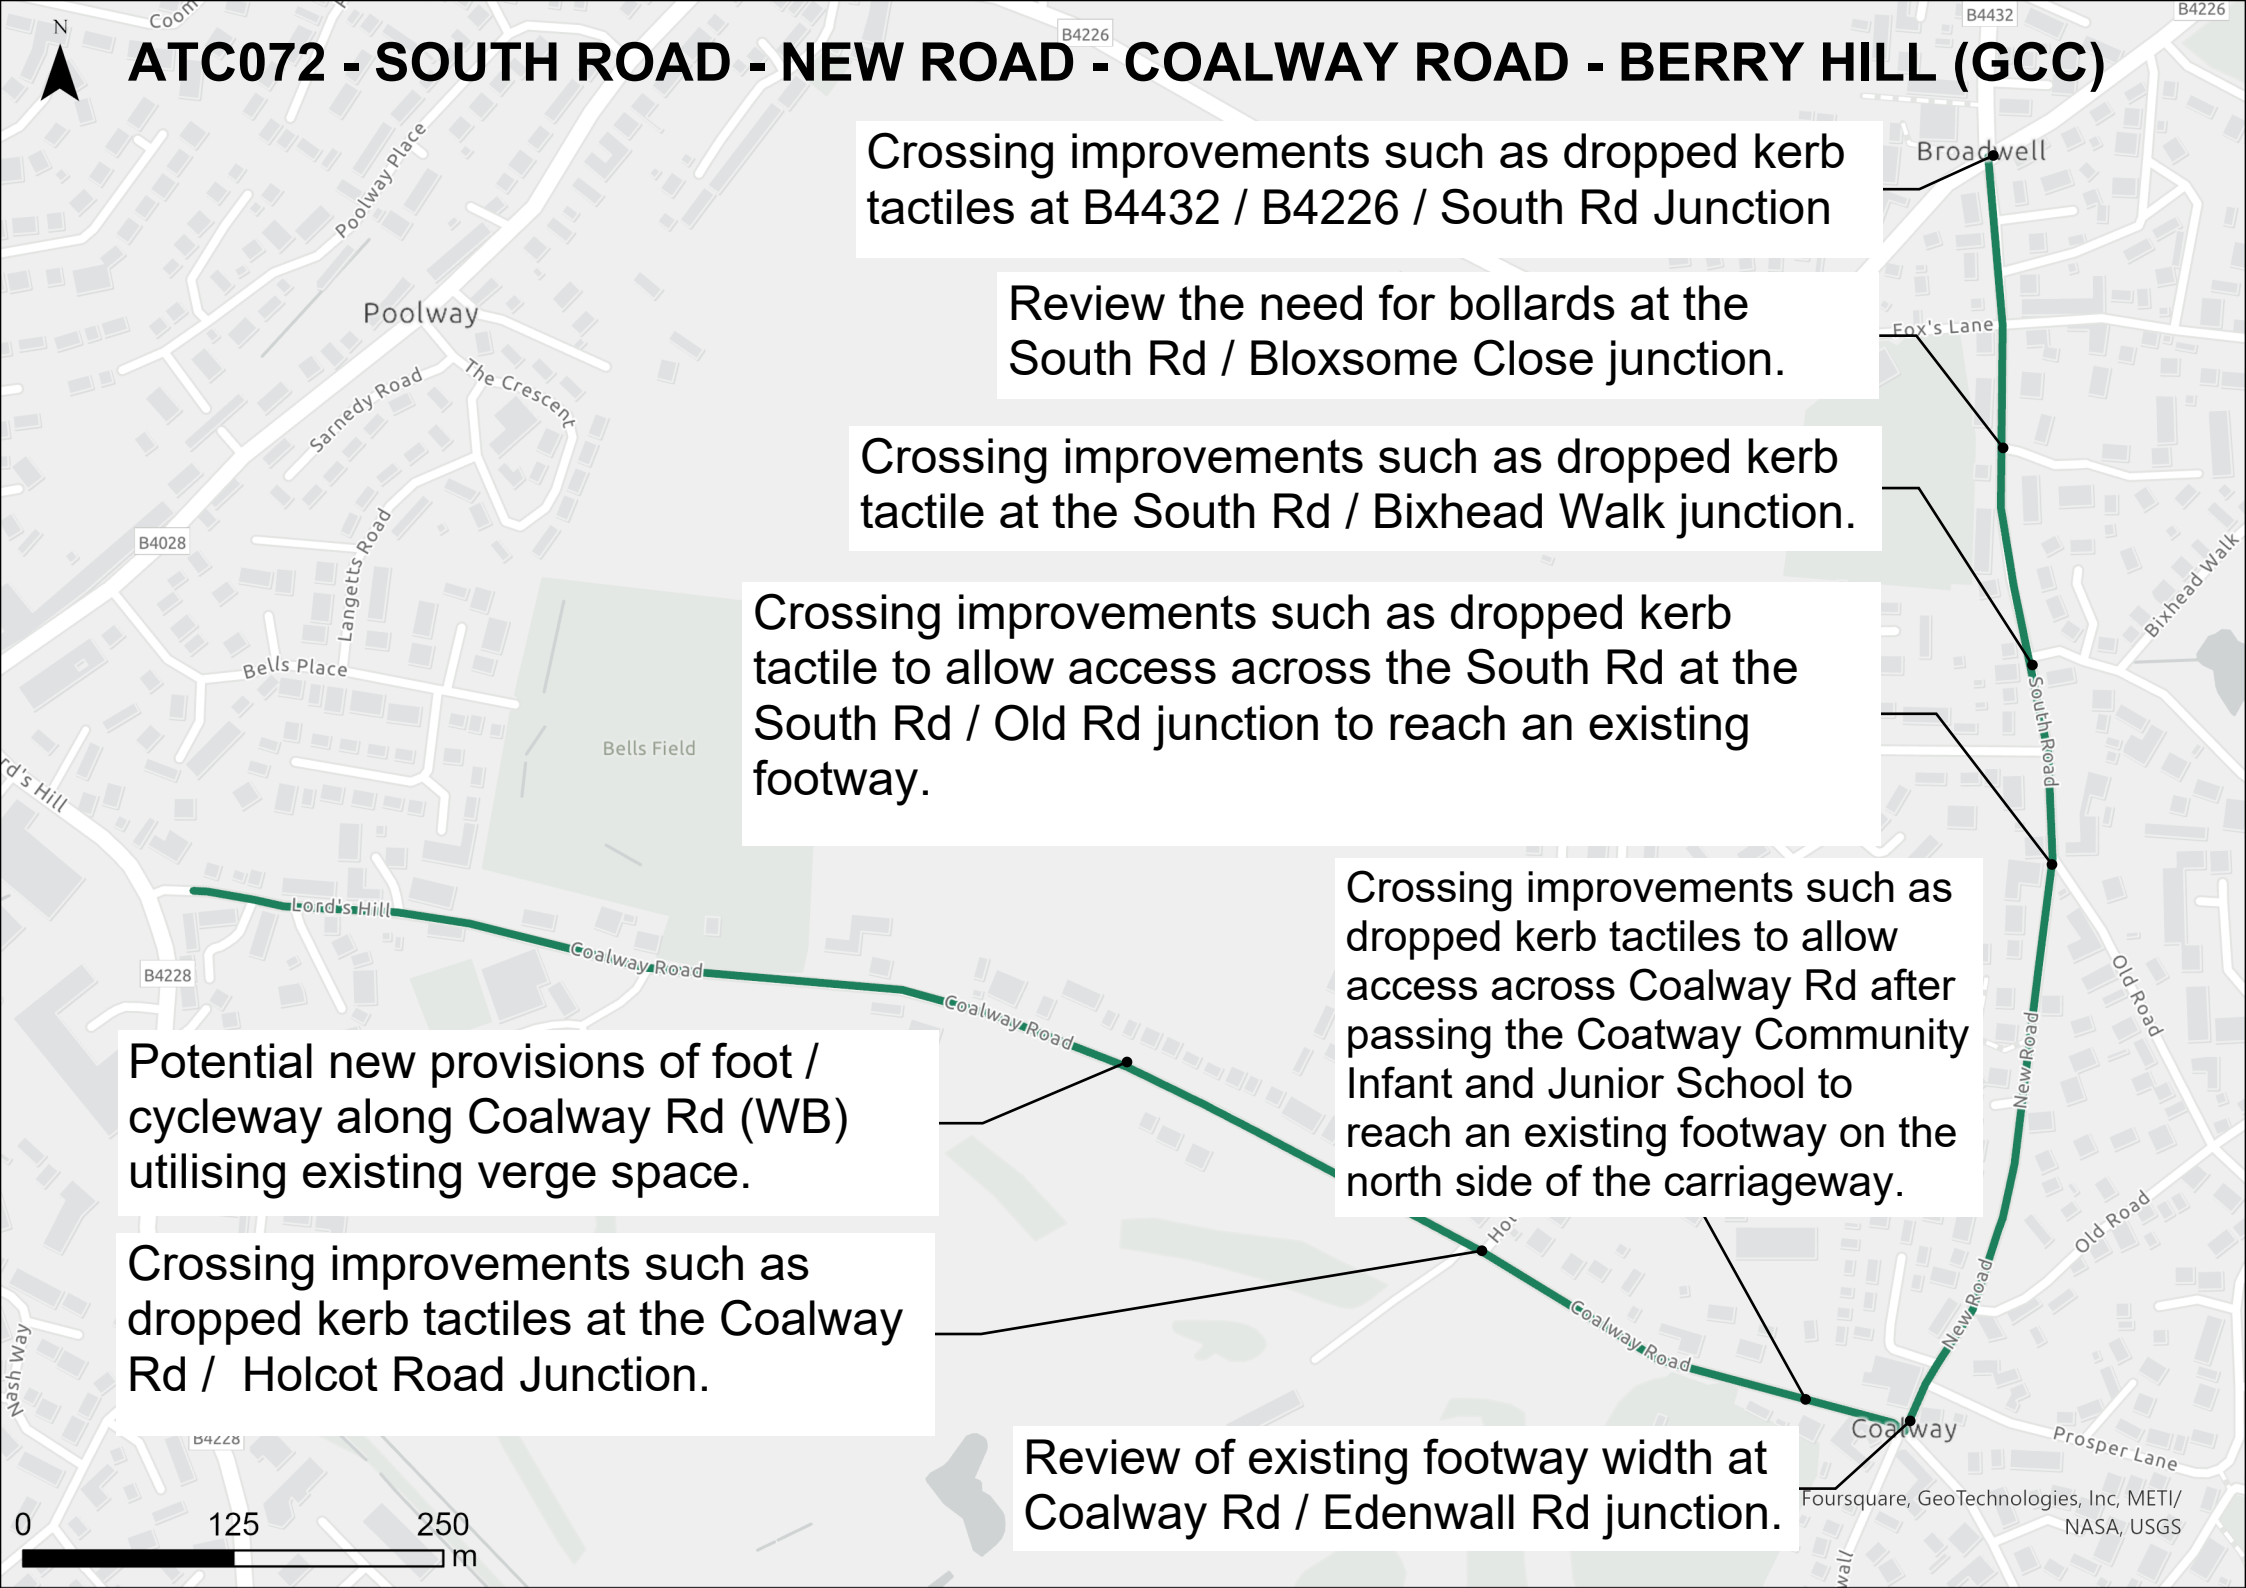 N
ATC072 - SOUTH ROAD - NEW ROAD - COALWAY ROAD - BERRY HILL (GCC)
B4226
B4432
B4226
Crossing improvements such as dropped kerb
tactiles at B4432 / B4226 / South Rd Junction
Broadwell
Poolway Place
Poolway
Review the need for bollards at the
South Rd / Bloxsome Close junction.
Fox's Lane
Sarnedy Road
The Crescent
Crossing improvements such as dropped kerb
tactile at the South Rd / Bixhead Walk junction.
B4028
Langetts Road
Bixhead Walk
Bells Place
Crossing improvements such as dropped kerb
tactile to allow access across the South Rd at the
South Rd / Old Rd junction to reach an existing
footway.
South Road
Bells Field
rd's Hill
Lord's Hill
Coalway Road
B4228
Coalway Road
Crossing improvements such as
dropped kerb tactiles to allow
access across Coalway Rd after
passing the Coatway Community
Infant and Junior School to
reach an existing footway on the
north side of the carriageway.
Old Road
New Road
Potential new provisions of foot /
cycleway along Coalway Rd (WB)
utilising existing verge space.
Hol
Old Road
New Road
Crossing improvements such as
dropped kerb tactiles at the Coalway
Rd /  Holcot Road Junction.
Coalway Road
Nash Way
B4228
Coalway
Prosper Lane
Review of existing footway width at
Coalway Rd / Edenwall Rd junction.
wall
Foursquare, GeoTechnologies, Inc, METI/
NASA, USGS
0 125 250
m